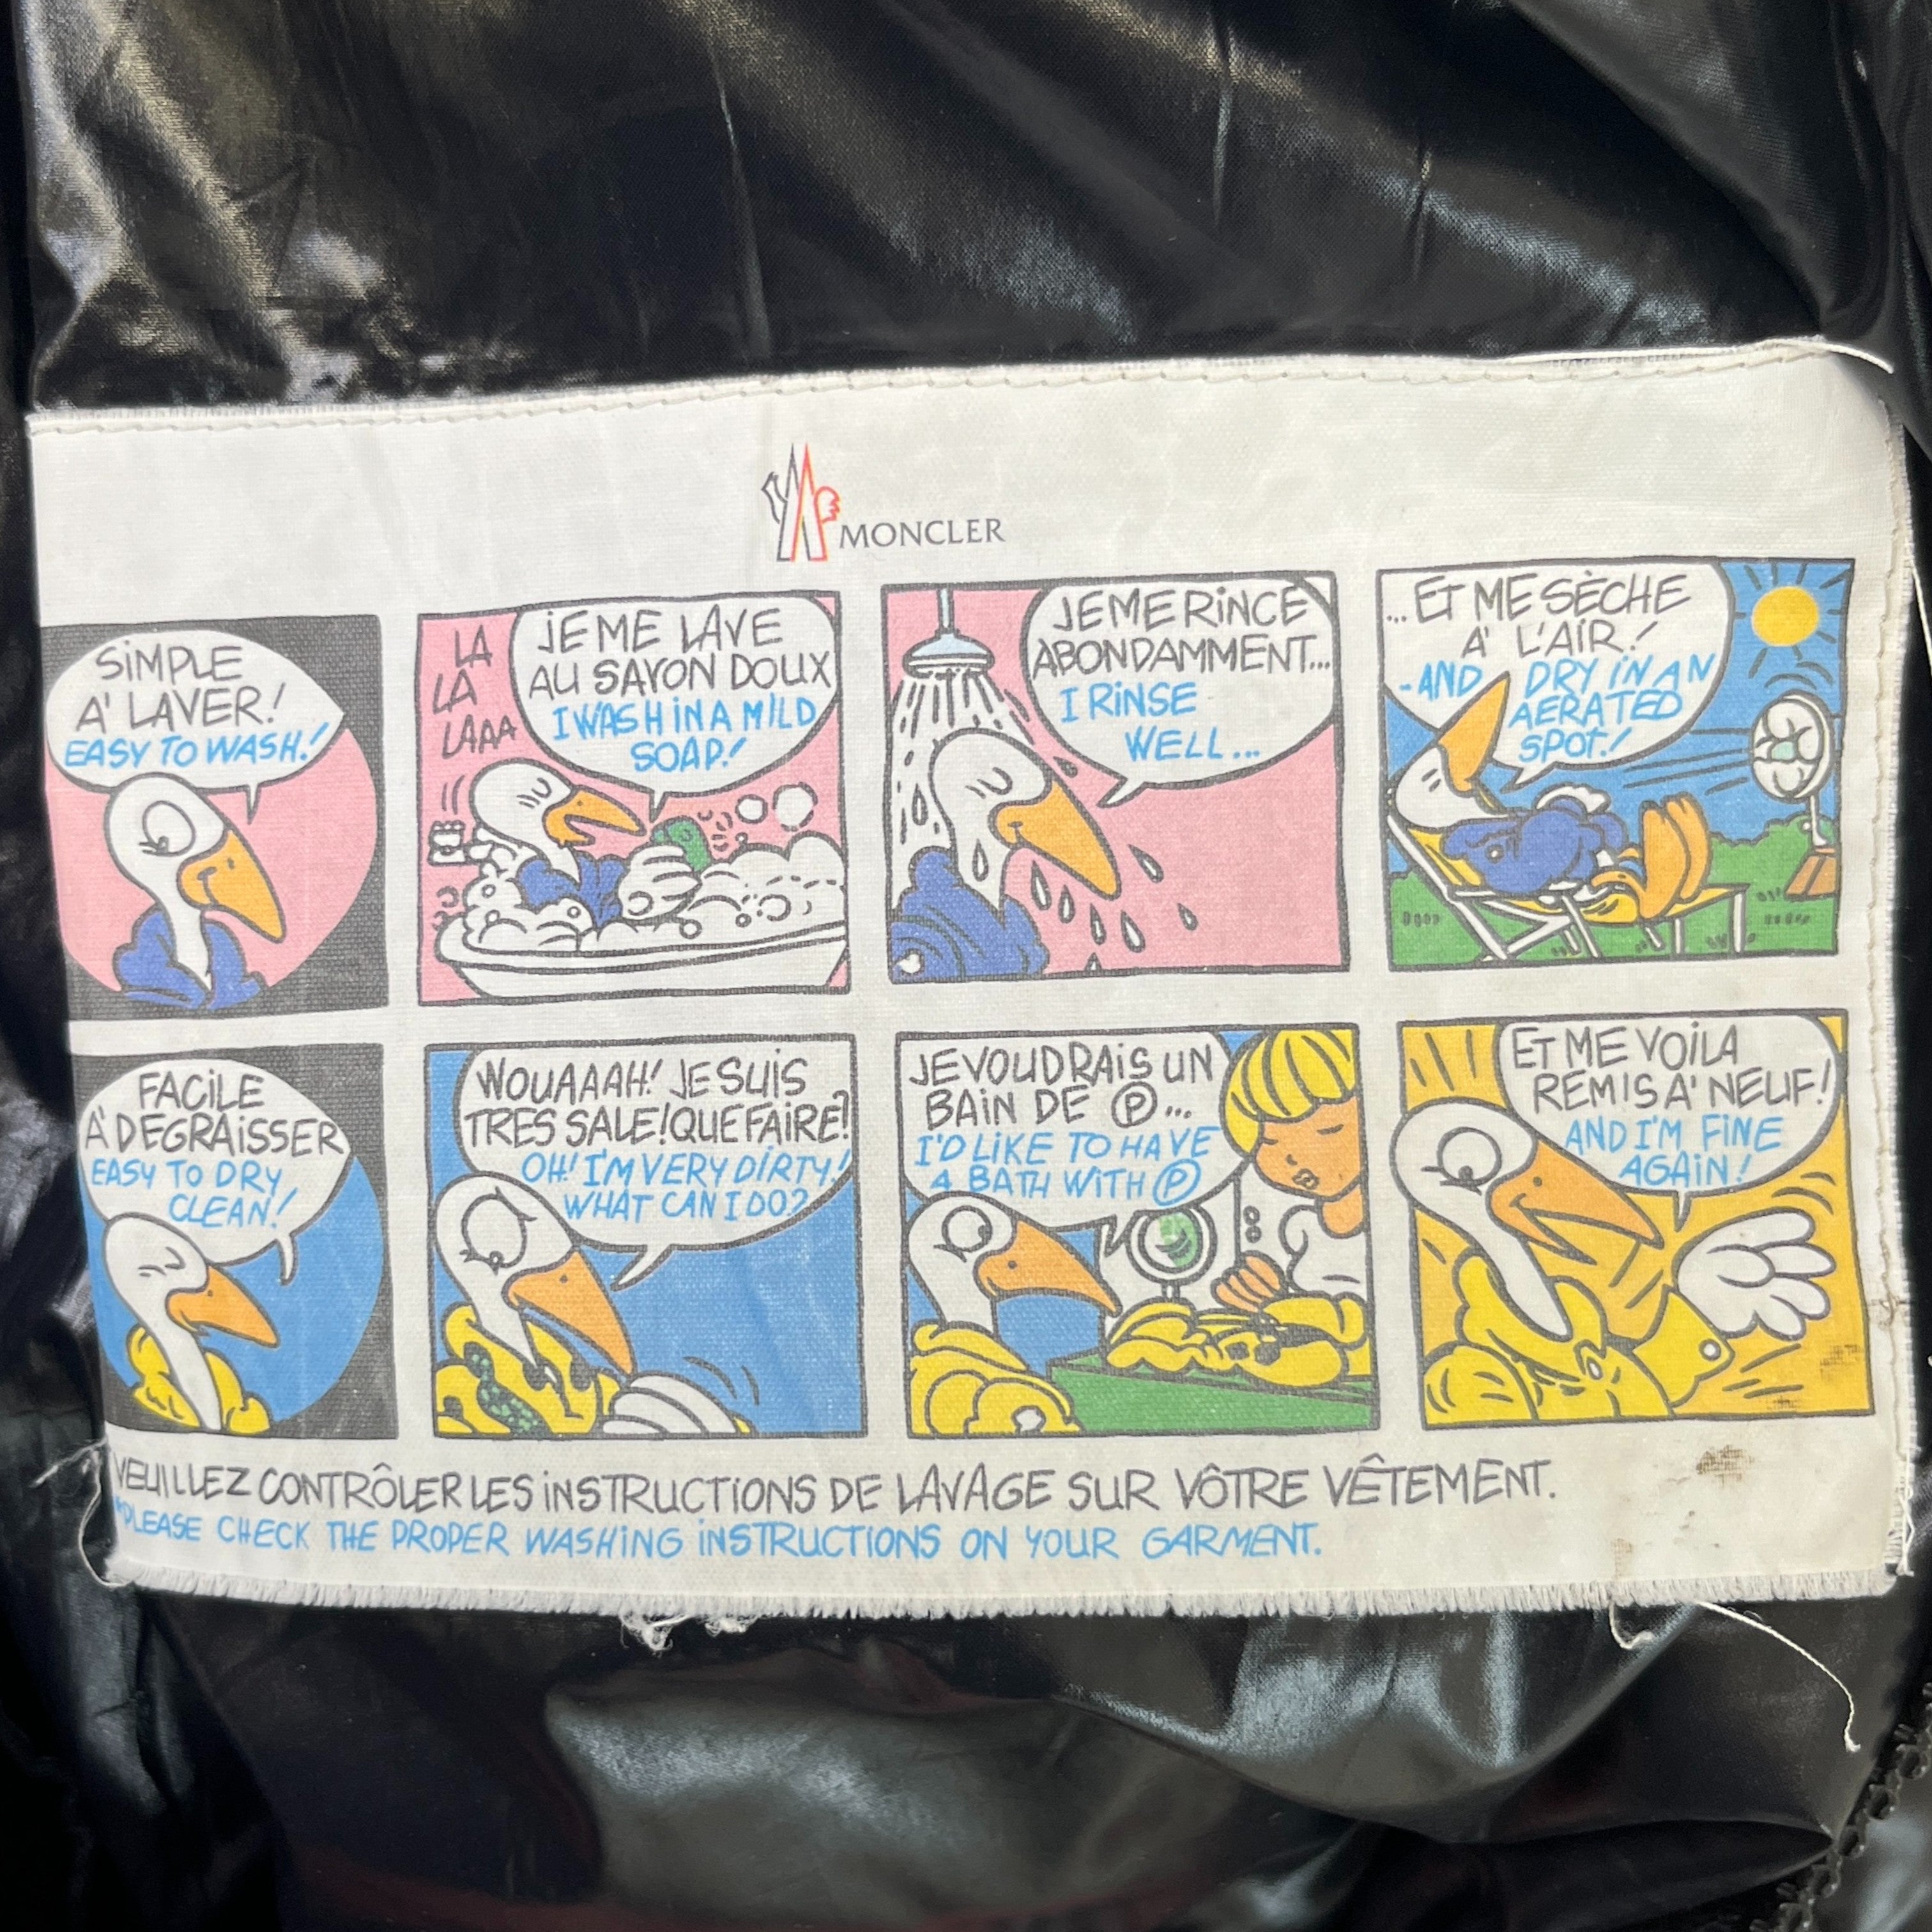 MONCLER
SiMPLE
A' LAVER!
EASY TO WASH!
LA
LA
LAAA
JE ME LAVE
AU SAVON DOUX
I WASH iN A MILD
SOAP!
JE ME RiNCE
ABONDAMMENT...
I RiNSE
WELL...
...ET ME SÈCHE
A' L'AiR!
-AND DRY iN AN
AERATED
SPOT!
FACiLE
A' DEGRAiSSER
EASY TO DRY
CLEAN!
WOUAAAH! JE SUiS
TRES SALE! QUE FAiRE?
OH! I'M VERY DiRTY!
WHAT CAN I DO?
JE VOUDRAiS UN
BAiN DE Ⓟ...
I'D LiKE TO HAVE
A BATH WiTH Ⓟ
ET ME VOiLA
REMiS A' NEUF!
AND I'M FiNE
AGAiN!
VEUiLLEZ CONTRÔLER LES iNSTRUCTiONS DE LAVAGE SUR VÔTRE VÊTEMENT.
*PLEASE CHECK THE PROPER WASHiNG iNSTRUCTiONS ON YOUR GARMENT.